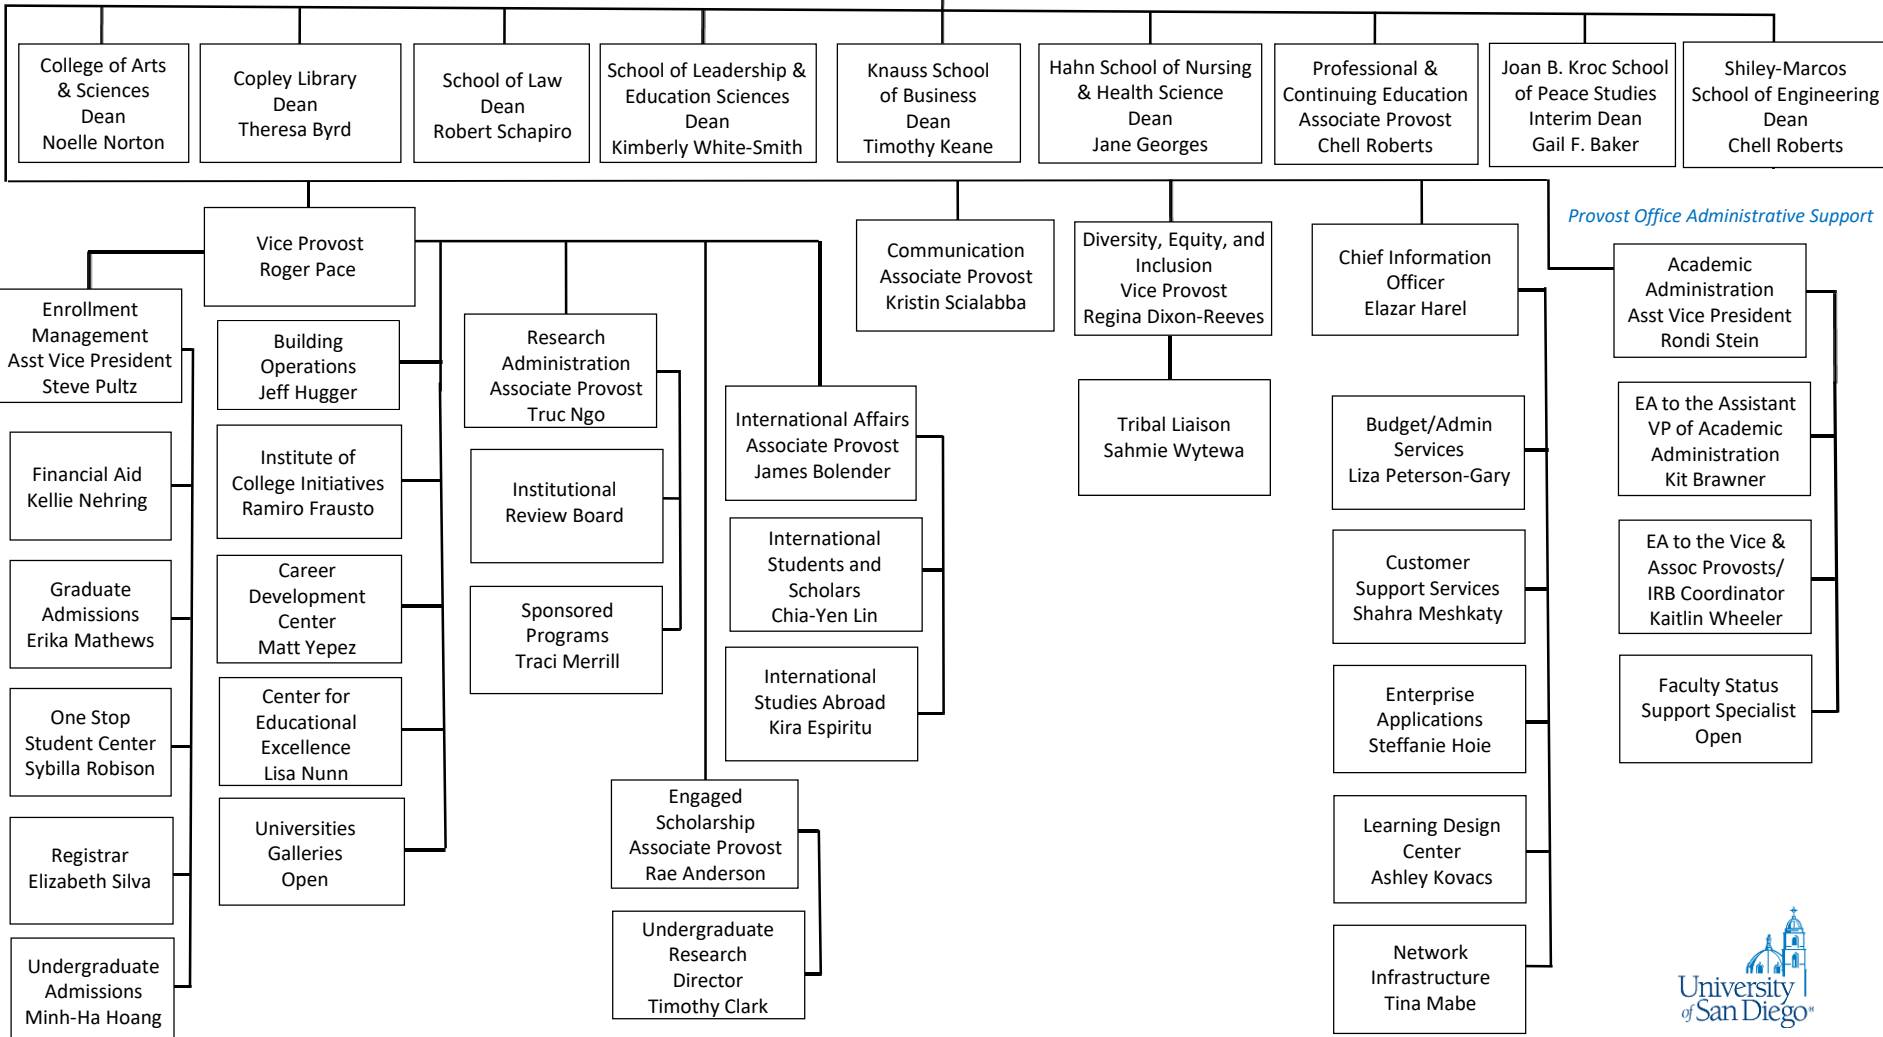 College of Arts
& Sciences
Dean
Noelle Norton
Copley Library
Dean
Theresa Byrd
School of Law
Dean
Robert Schapiro
School of Leadership &
Education Sciences
Dean
Kimberly White-Smith
Knauss School
of Business
Dean
Timothy Keane
Hahn School of Nursing
& Health Science
Dean
Jane Georges
Professional &
Continuing Education
Associate Provost
Chell Roberts
Joan B. Kroc School
of Peace Studies
Interim Dean
Gail F. Baker
Shiley-Marcos
School of Engineering
Dean
Chell Roberts
Vice Provost
Roger Pace
Communication
Associate Provost
Kristin Scialabba
Diversity, Equity, and
Inclusion
Vice Provost
Regina Dixon-Reeves
Chief Information
Officer
Elazar Harel
Provost Office Administrative Support
Academic
Administration
Asst Vice President
Rondi Stein
Enrollment
Management
Asst Vice President
Steve Pultz
Financial Aid
Kellie Nehring
Graduate
Admissions
Erika Mathews
One Stop
Student Center
Sybilla Robison
Registrar
Elizabeth Silva
Undergraduate
Admissions
Minh-Ha Hoang
Building
Operations
Jeff Hugger
Institute of
College Initiatives
Ramiro Frausto
Career
Development
Center
Matt Yepez
Center for
Educational
Excellence
Lisa Nunn
Universities
Galleries
Open
Research
Administration
Associate Provost
Truc Ngo
Institutional
Review Board
Sponsored
Programs
Traci Merrill
International Affairs
Associate Provost
James Bolender
International
Students and
Scholars
Chia-Yen Lin
International
Studies Abroad
Kira Espiritu
Engaged
Scholarship
Associate Provost
Rae Anderson
Undergraduate
Research
Director
Timothy Clark
Tribal Liaison
Sahmie Wytewa
Budget/Admin
Services
Liza Peterson-Gary
Customer
Support Services
Shahra Meshkaty
Enterprise
Applications
Steffanie Hoie
Learning Design
Center
Ashley Kovacs
Network
Infrastructure
Tina Mabe
EA to the Assistant
VP of Academic
Administration
Kit Brawner
EA to the Vice &
Assoc Provosts/
IRB Coordinator
Kaitlin Wheeler
Faculty Status
Support Specialist
Open
University
of San Diego®